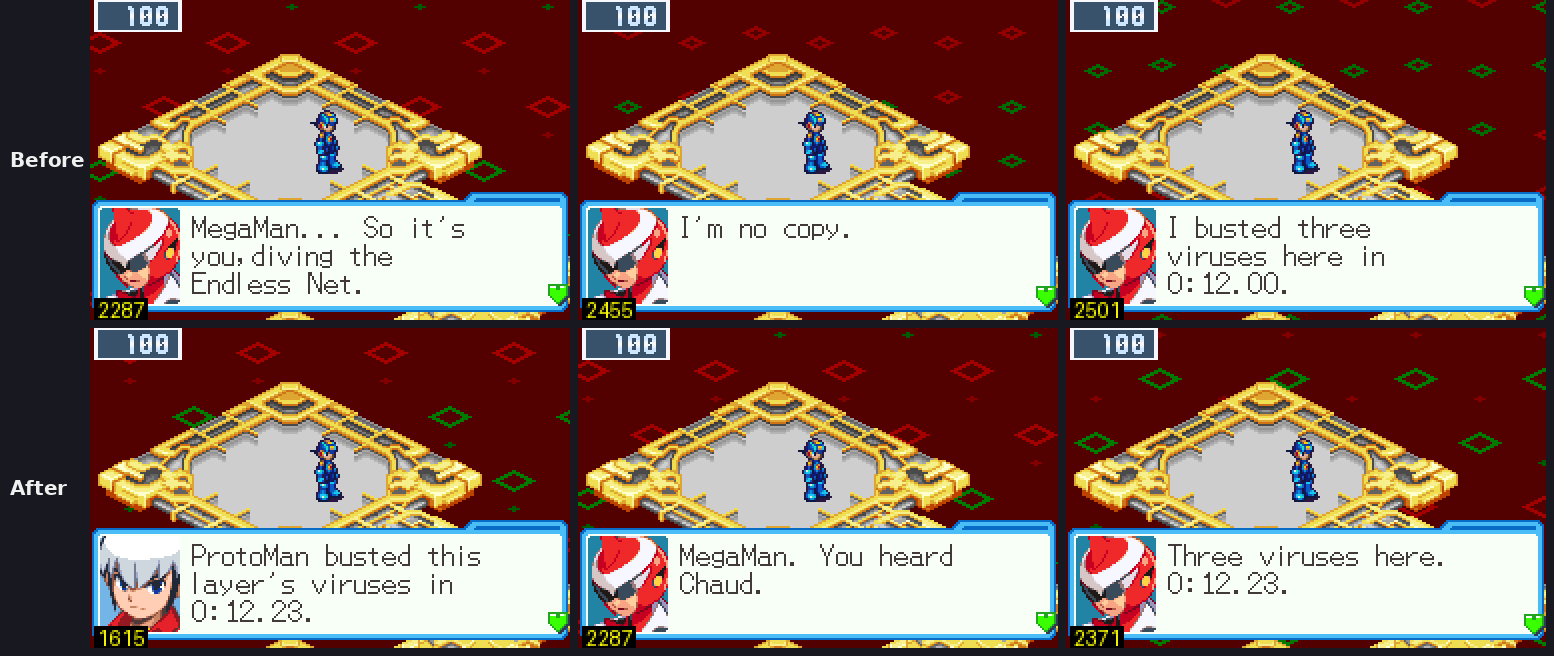 100
100
100
Before
MegaMan... So it's
you,diving the
Endless Net.
2287
I'm no copy.
2455
I busted three
viruses here in
0:12.00.
2501
100
100
100
After
ProtoMan busted this
layer's viruses in
0:12.23.
1615
MegaMan. You heard
Chaud.
2287
Three viruses here.
0:12.23.
2371